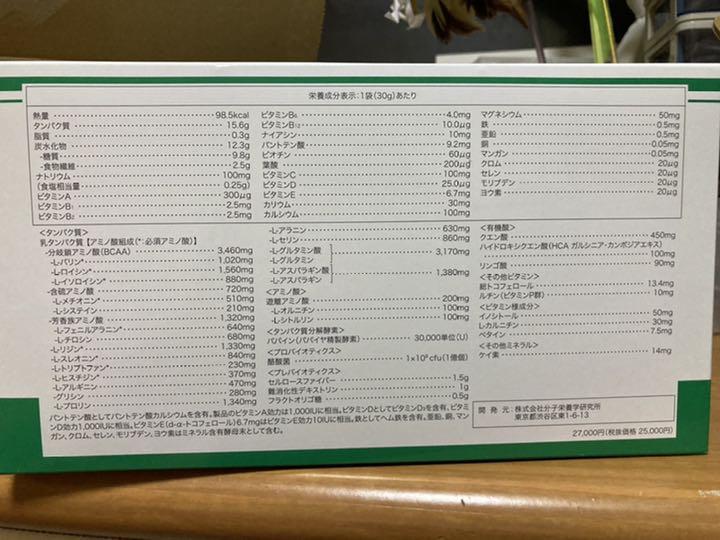 栄養成分表示:1袋(30g)あたり
熱量 98.5kcal
タンパク質 15.6g
脂質 0.3g
炭水化物 12.3g
-糖質 9.8g
-食物繊維 2.5g
ナトリウム 100mg
(食塩相当量 0.25g)
ビタミンA 300μg
ビタミンB₁ 2.5mg
ビタミンB₂ 2.5mg
ビタミンB₆ 4.0mg
ビタミンB₁₂ 10.0μg
ナイアシン 10mg
パントテン酸 9.2mg
ビオチン 60μg
葉酸 200μg
ビタミンC 100mg
ビタミンD 25.0μg
ビタミンE 6.7mg
カリウム 30mg
カルシウム 100mg
マグネシウム 50mg
鉄 0.5mg
亜鉛 0.5mg
銅 0.05mg
マンガン 0.05mg
クロム 20μg
セレン 20μg
モリブデン 20μg
ヨウ素 20μg
<タンパク質>
乳タンパク質【アミノ酸組成(*:必須アミノ酸)】
-分岐鎖アミノ酸(BCAA) 3,460mg
-L-バリン* 1,020mg
-L-ロイシン* 1,560mg
-L-イソロイシン* 880mg
-含硫アミノ酸 720mg
-L-メチオニン* 510mg
-L-システイン 210mg
-芳香族アミノ酸 1,320mg
-L-フェニルアラニン* 640mg
-L-チロシン 680mg
-L-リジン* 1,330mg
-L-スレオニン* 840mg
-L-トリプトファン* 230mg
-L-ヒスチジン* 370mg
-L-アルギニン 470mg
-グリシン 280mg
-L-プロリン 1,340mg
-L-アラニン 630mg
-L-セリン 860mg
-L-グルタミン酸
-L-グルタミン 3,170mg
-L-アスパラギン酸
-L-アスパラギン 1,380mg
<アミノ酸>
遊離アミノ酸 200mg
-L-オルニチン 100mg
-L-シトルリン 100mg
<タンパク質分解酵素>
パパイン(パパイヤ精製酵素) 30,000単位(U)
<プロバイオティクス>
酪酸菌 1×10⁸ cfu(1億個)
<プレバイオティクス>
セルロースファイバー 1.5g
難消化性デキストリン 1g
フラクトオリゴ糖 0.5g
<有機酸>
クエン酸 450mg
ハイドロキシクエン酸(HCA ガルシニア・カンボジアエキス)
100mg
リンゴ酸 90mg
<その他ビタミン>
総トコフェロール 13.4mg
ルチン(ビタミンP群) 10mg
<ビタミン様成分>
イノシトール 50mg
L-カルニチン 30mg
ベタイン 7.5mg
<その他ミネラル>
ケイ素 14mg
パントテン酸としてパントテン酸カルシウムを含有。製品のビタミンA効力は1,000IUに相当。ビタミンDとしてビタミンD₃を含有。ビタミ
ンD効力1,000IUに相当。ビタミンE(d-α-トコフェロール)6.7mgはビタミンE効力10IUに相当。鉄としてヘム鉄を含有。亜鉛、銅、マン
ガン、クロム、セレン、モリブデン、ヨウ素はミネラル含有酵母末として含む。
開発元:株式会社分子栄養学研究所
東京都渋谷区東1-6-13
27,000円(税抜価格 25,000円)